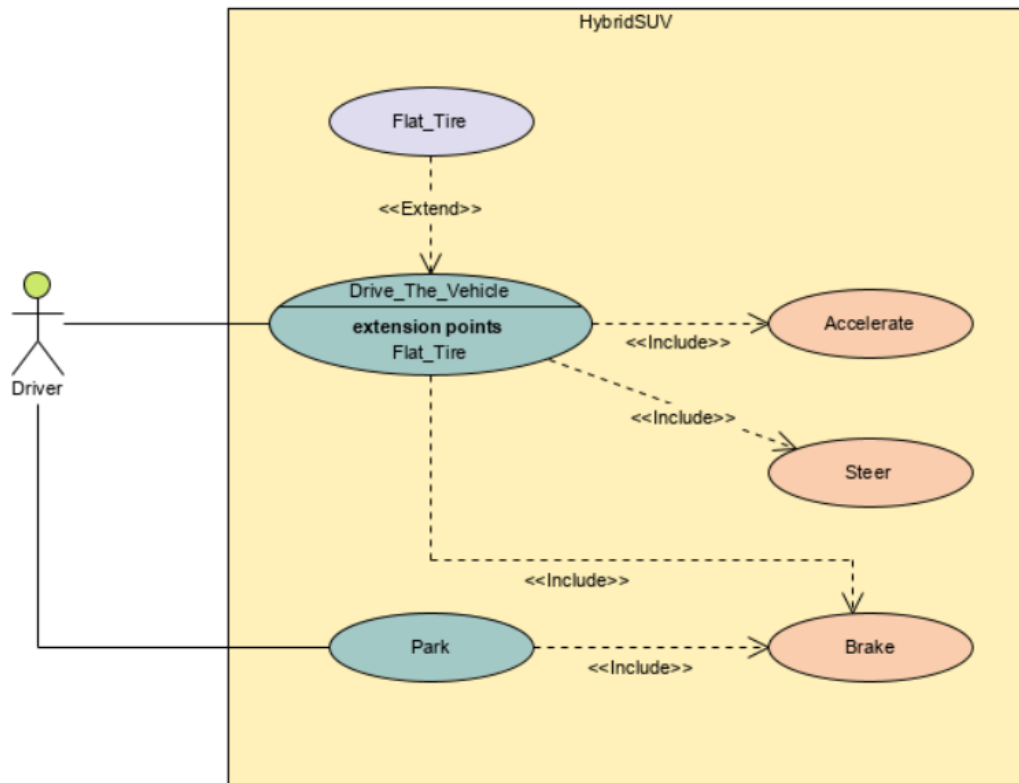 HybridSUV
Flat_Tire
<<Extend>>
Drive_The_Vehicle
extension points
Flat_Tire
Accelerate
<<Include>>
Driver
<<Include>>
Steer
<<Include>>
Park
Brake
<<Include>>